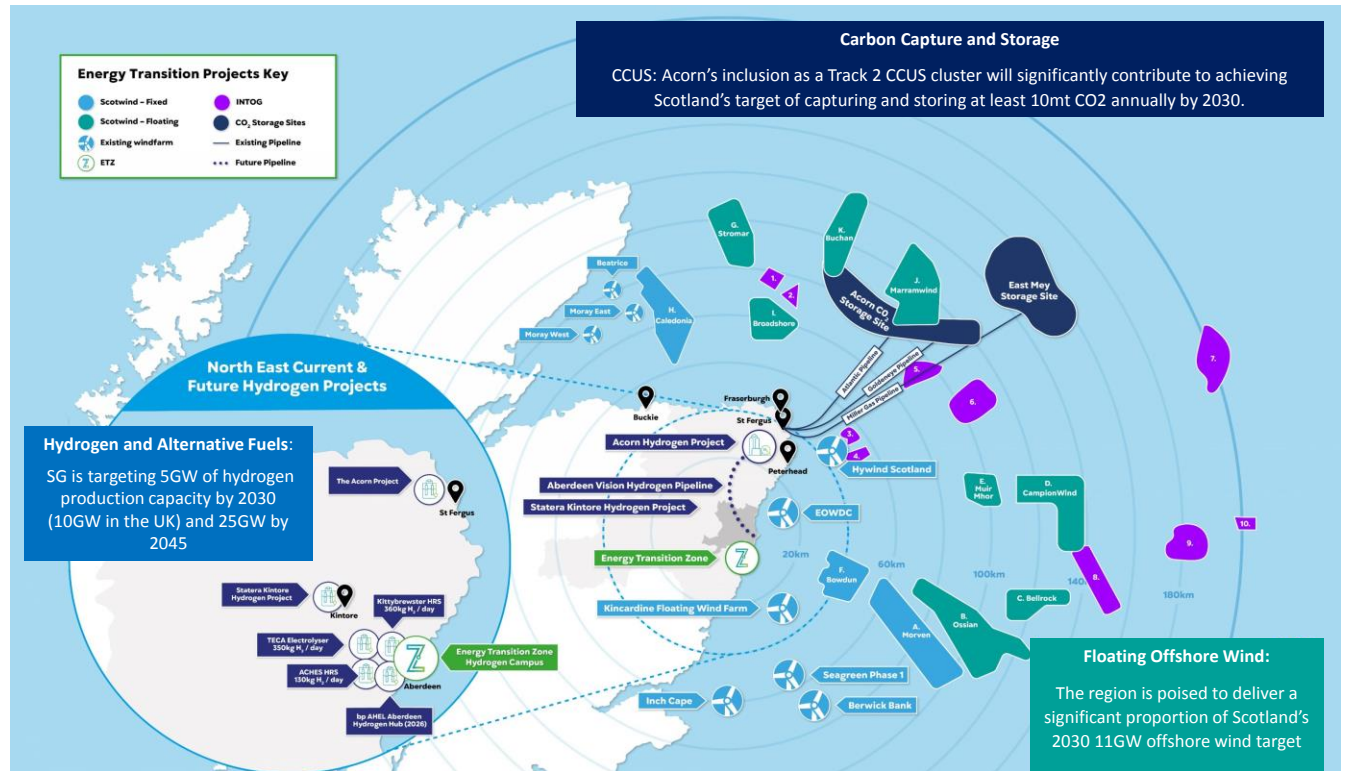 Carbon Capture and Storage
CCUS: Acorn's inclusion as a Track 2 CCUS cluster will significantly contribute to achieving
Scotland's target of capturing and storing at least 10mt CO2 annually by 2030.
Energy Transition Projects Key
Scotwind – Fixed
INTOG
Scotwind – Floating
CO₂ Storage Sites
Existing windfarm
Existing Pipeline
ETZ
Future Pipeline
G.
Stromar
K.
Buchan
J.
Marramwind
East Mey
Storage Site
Acorn CO₂
Storage Site
1.
2.
I.
Broadshore
Beatrice
Moray East
Moray West
H.
Caledonia
Atlantic Pipeline
Goldeneye Pipeline
Miller Gas Pipeline
5.
6.
7.
North East Current &
Future Hydrogen Projects
Buckie
Fraserburgh
St Fergus
Peterhead
3.
4.
Acorn Hydrogen Project
Hywind Scotland
Aberdeen Vision Hydrogen Pipeline
Statera Kintore Hydrogen Project
EOWDC
Energy Transition Zone
Kincardine Floating Wind Farm
E.
Muir
Mhor
D.
CampionWind
10.
9.
8.
20km
60km
100km
140
180km
F.
Bowdun
A.
Morven
B.
Ossian
C. Bellrock
Seagreen Phase 1
Inch Cape
Berwick Bank
Hydrogen and Alternative Fuels:
SG is targeting 5GW of hydrogen
production capacity by 2030
(10GW in the UK) and 25GW by
2045
The Acorn Project
St Fergus
Statera Kintore
Hydrogen Project
Kintore
Kittybrewster HRS
360kg H₂ / day
TECA Electrolyser
350kg H₂ / day
ACHES HRS
130kg H₂ / day
Z
Energy Transition Zone
Hydrogen Campus
Aberdeen
bp AHEL Aberdeen
Hydrogen Hub (2026)
Floating Offshore Wind:
The region is poised to deliver a
significant proportion of Scotland's
2030 11GW offshore wind target